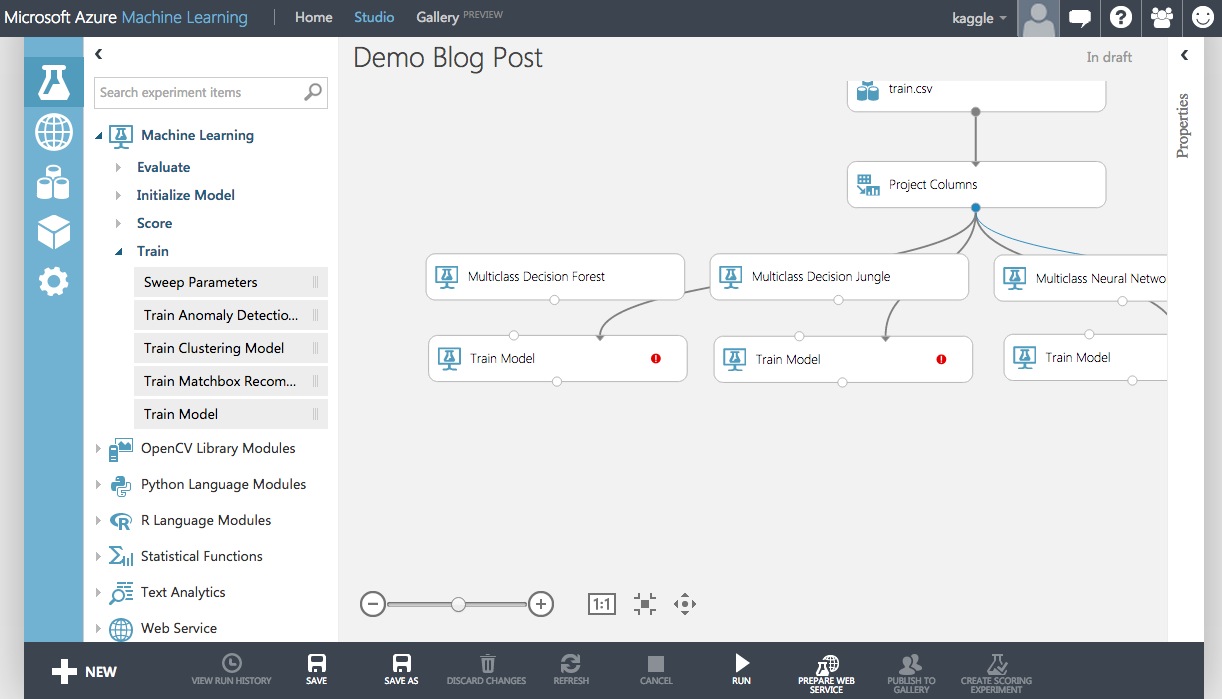 Microsoft Azure Machine Learning
Home
Studio
Gallery PREVIEW
kaggle
Search experiment items
Machine Learning
Evaluate
Initialize Model
Score
Train
Sweep Parameters
Train Anomaly Detectio...
Train Clustering Model
Train Matchbox Recom...
Train Model
OpenCV Library Modules
Python Language Modules
R Language Modules
Statistical Functions
Text Analytics
Web Service
Demo Blog Post
In draft
Properties
train.csv
Project Columns
Multiclass Decision Forest
Multiclass Decision Jungle
Multiclass Neural Netwo
Train Model
Train Model
Train Model
1:1
NEW
VIEW RUN HISTORY
SAVE
SAVE AS
DISCARD CHANGES
REFRESH
CANCEL
RUN
PREPARE WEB
SERVICE
PUBLISH TO
GALLERY
CREATE SCORING
EXPERIMENT